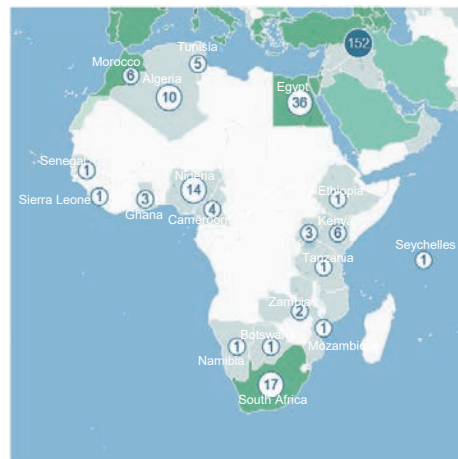 Tunisia
152
Morocco
5
6
Algeria
10
Egypt
36
Senegal
1
Nigeria
14
Sierra Leone
1
Ghana
3
Cameroon
4
Ethiopia
1
Kenya
3
6
Seychelles
1
Tanzania
1
Zambia
2
Mozambique
1
Botswana
1
Namibia
1
17
South Africa